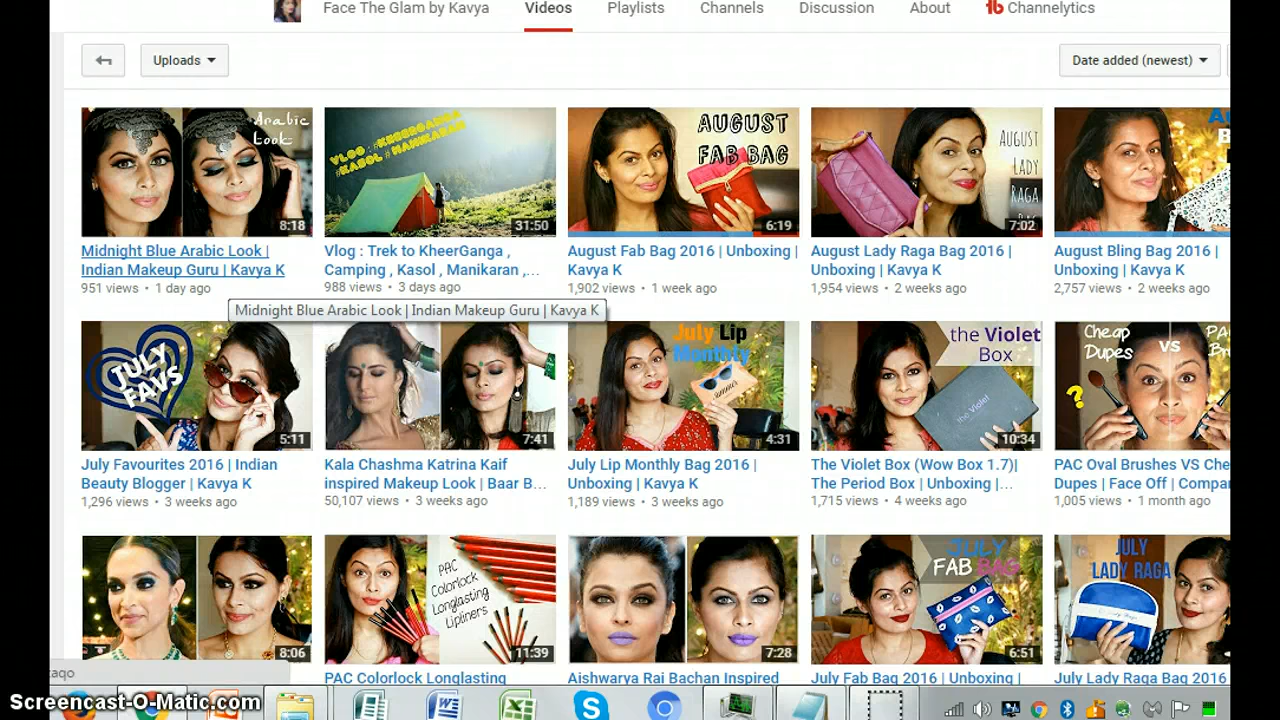 Face The Glam by Kavya Videos Playlists Channels Discussion About Channelytics
Uploads Date added (newest)
Arabic
Look
8:18
VLOG : #KHEERGANGA
#KASOL # MANIKARAN
31:50
AUGUST
FAB BAG
6:19
AUGUST
LADY
RAGA
7:02
Midnight Blue Arabic Look |
Indian Makeup Guru | Kavya K
951 views • 1 day ago
Vlog : Trek to KheerGanga ,
Camping , Kasol , Manikaran ,...
988 views • 3 days ago
August Fab Bag 2016 | Unboxing |
Kavya K
1,902 views • 1 week ago
August Lady Raga Bag 2016 |
Unboxing | Kavya K
1,954 views • 2 weeks ago
August Bling Bag 2016 |
Unboxing | Kavya K
2,757 views • 2 weeks ago
Midnight Blue Arabic Look | Indian Makeup Guru | Kavya K
JULY
FAVS
5:11
7:41
July Lip
Monthly
4:31
the Violet
Box
the Violet
10:34
Cheap
Dupes
vs
PA
Br
?
July Favourites 2016 | Indian
Beauty Blogger | Kavya K
1,296 views • 3 weeks ago
Kala Chashma Katrina Kaif
inspired Makeup Look | Baar B...
50,107 views • 3 weeks ago
July Lip Monthly Bag 2016 |
Unboxing | Kavya K
1,189 views • 3 weeks ago
The Violet Box (Wow Box 1.7)|
The Period Box | Unboxing |...
1,715 views • 4 weeks ago
PAC Oval Brushes VS Che
Dupes | Face Off | Compar
1,005 views • 1 month ago
8:06
PAC
Colorlock
Longlasting
Lipliners
11:39
7:28
JULY
FAB BAG
6:51
JULY
LADY RAGA
PAC Colorlock Longlasting
Aishwarya Rai Bachan Inspired
July Fab Bag 2016 | Unboxing |
July Lady Raga Bag 2016
Screencast-O-Matic.com